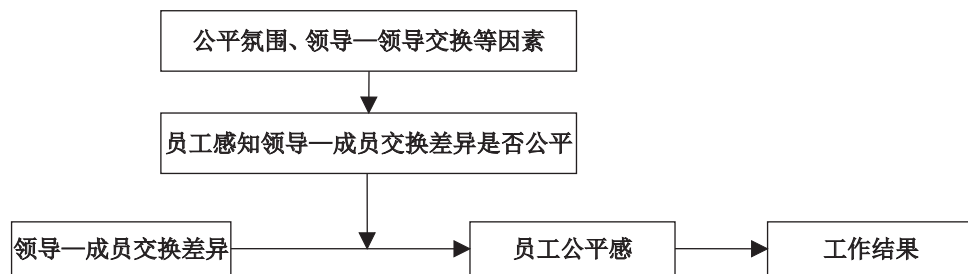 公平氛围、领导—领导交换等因素
员工感知领导—成员交换差异是否公平
领导—成员交换差异
员工公平感
工作结果